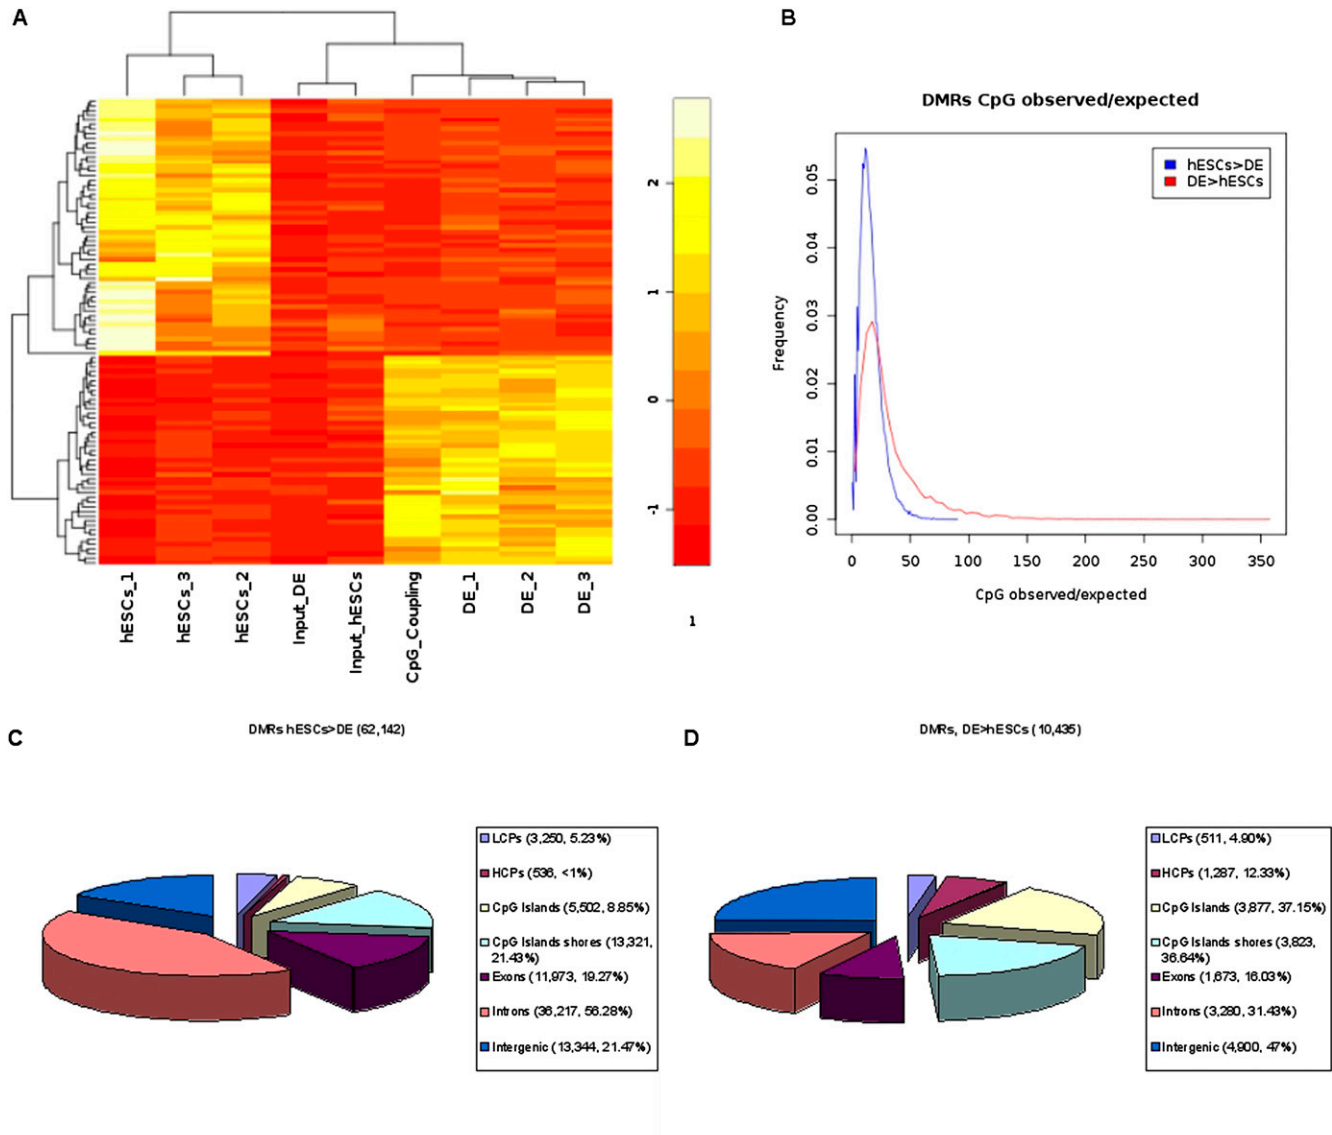 A
2
1
0
-1
1
hESCs_1
hESCs_3
hESCs_2
Input_DE
Input_hESCs
CpG_Coupling
DE_1
DE_2
DE_3
B
DMRs CpG observed/expected
hESCs>DE
DE>hESCs
Frequency
0.05
0.04
0.03
0.02
0.01
0.00
0 50 100 150 200 250 300 350
CpG observed/expected
C
DMRs hESCs>DE (62,142)
LCPs (3,250, 5.23%)
HCPs (536, <1%)
CpG Islands (5,502, 8.85%)
CpG Islands shores (13,321,
21.43%)
Exons (11,973, 19.27%)
Introns (36,217, 56.28%)
Intergenic (13,344, 21.47%)
D
DMRs, DE>hESCs (10,435)
LCPs (511, 4.90%)
HCPs (1,287, 12.33%)
CpG Islands (3,877, 37.15%)
CpG Islands shores (3,823,
36.64%)
Exons (1,673, 16.03%)
Introns (3,280, 31.43%)
Intergenic (4,900, 47%)